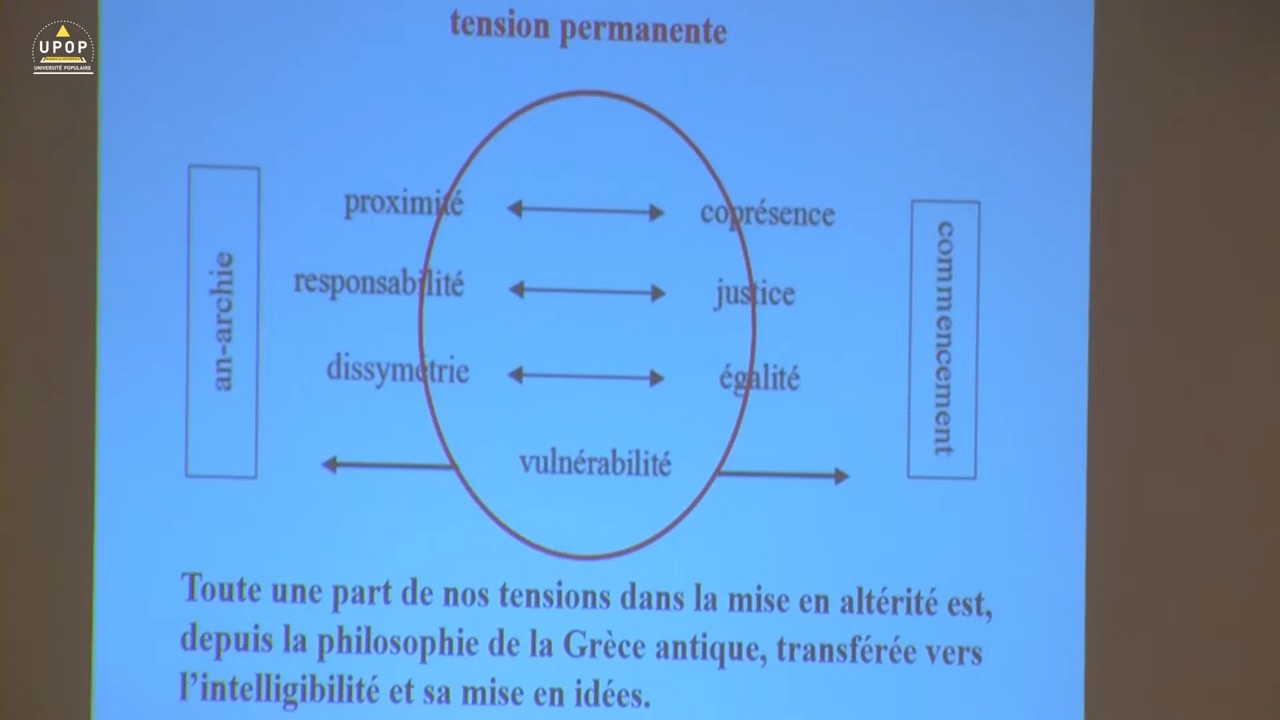 UPOP
UNIVERSITÉ POPULAIRE
tension permanente
proximité
coprésence
responsabilité
justice
dissymétrie
égalité
vulnérabilité
an-archie
commencement
Toute une part de nos tensions dans la mise en altérité est,
depuis la philosophie de la Grèce antique, transférée vers
l'intelligibilité et sa mise en idées.